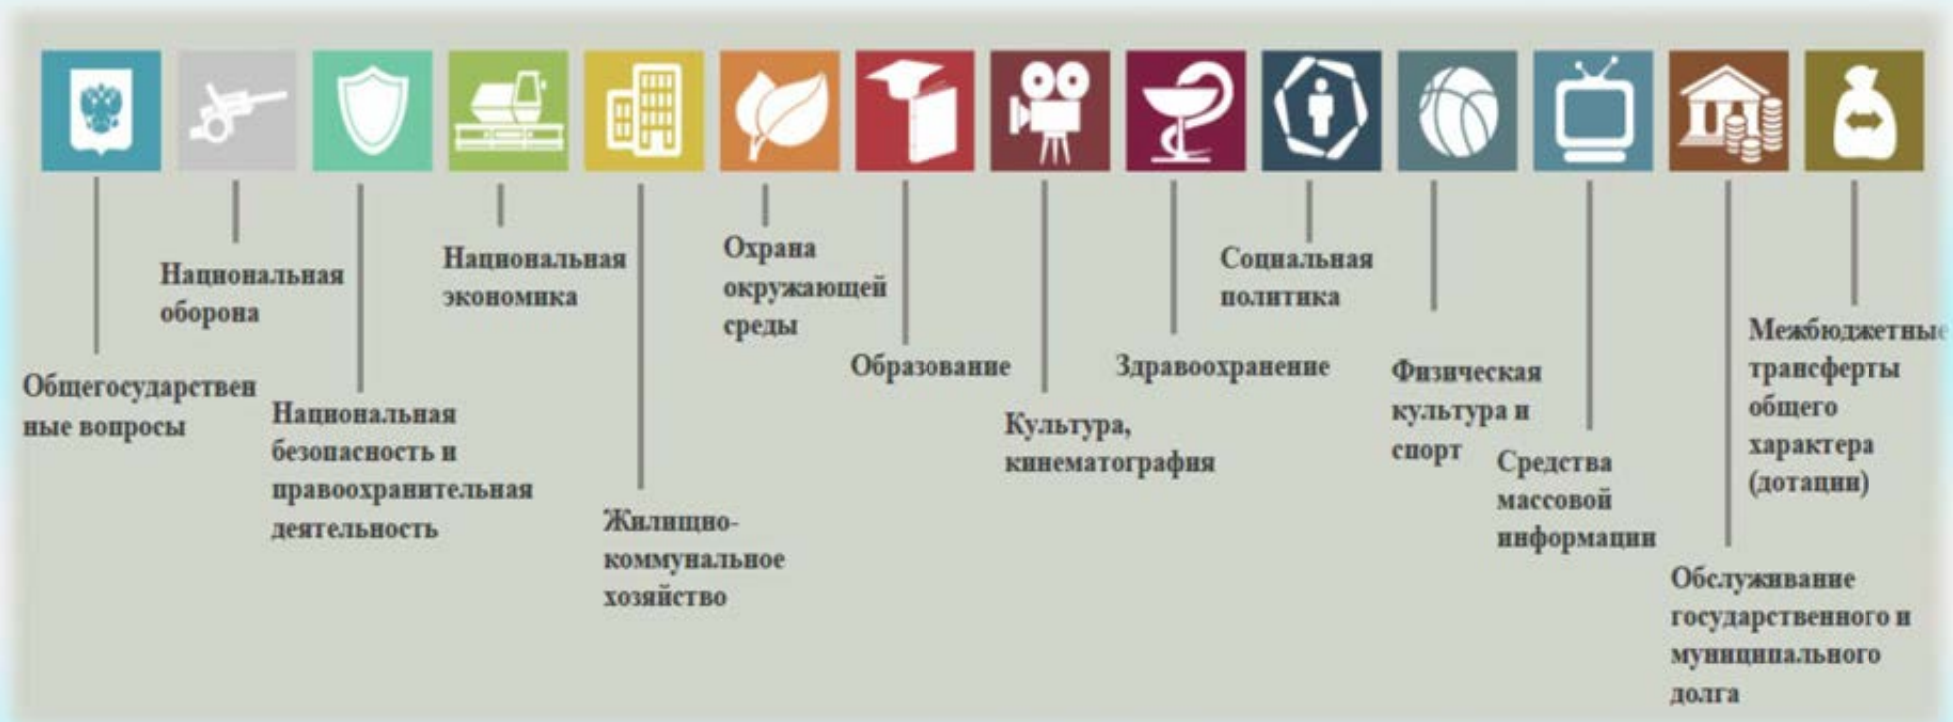 Общегосударствен
ные вопросы
Национальная
оборона
Национальная
безопасность и
правоохранительная
деятельность
Национальная
экономика
Жилищно-
коммунальное
хозяйство
Охрана
окружающей
среды
Образование
Культура,
кинематография
Здравоохранение
Социальная
политика
Физическая
культура и
спорт
Средства
массовой
информации
Обслуживание
государственного и
муниципального
долга
Межбюджетные
трансферты
общего
характера
(дотации)